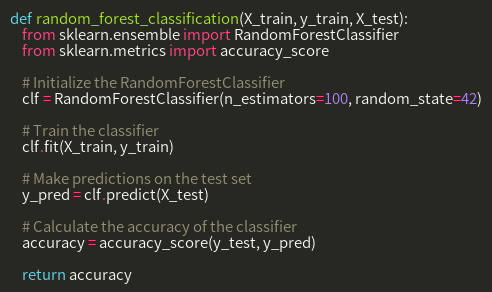 def random_forest_classification(X_train, y_train, X_test):
from sklearn.ensemble import RandomForestClassifier
from sklearn.metrics import accuracy_score
# Initialize the RandomForestClassifier
clf = RandomForestClassifier(n_estimators=100, random_state=42)
# Train the classifier
clf.fit(X_train, y_train)
# Make predictions on the test set
y_pred = clf.predict(X_test)
# Calculate the accuracy of the classifier
accuracy = accuracy_score(y_test, y_pred)
return accuracy